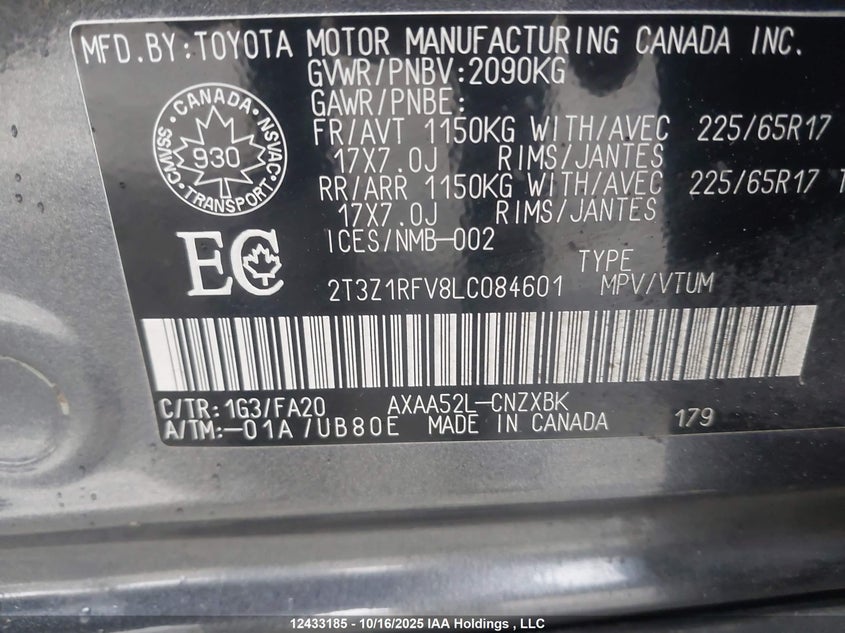 MFD.BY:TOYOTA MOTOR MANUFACTURING CANADA INC.
GVWR/PNBV:2090KG
GAWR/PNBE:
FR/AVT 1150KG WITH/AVEC 225/65R17
17X7.0J RIMS/JANTES
RR/ARR 1150KG WITH/AVEC 225/65R17 T
17X7.0J RIMS/JANTES
ICES/NMB-002
CANADA
CMVSS NSVAC
930
TRANSPORT
EC
TYPE
2T3Z1RFV8LC084601 MPV/VTUM
C/TR:1G3/FA20 AXAA52L-CNZXBK
A/TM:-01A/UB80E MADE IN CANADA 179
12433185 - 10/16/2025 IAA Holdings , LLC